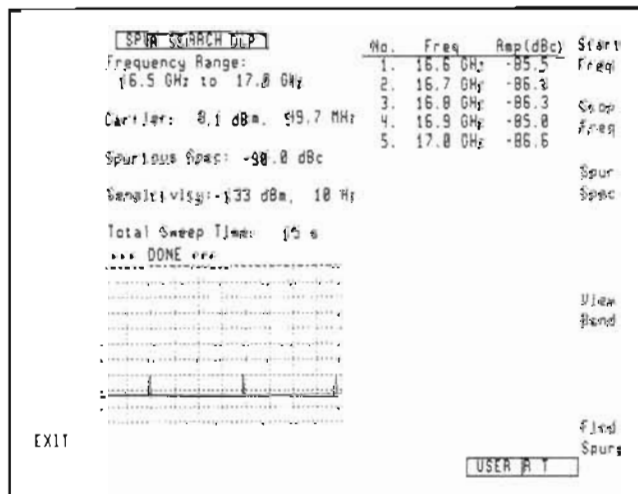 SPUR SEARCH DLP
Frequency Range:
16.5 GHz to 17.0 GHz
Carrier: 8.1 dBm, 99.7 MHz
Spurious Spec: -90.0 dBc
Sensitivity:-133 dBm, 10 Hz
Total Sweep Time: 15 s
*** DONE ***
No. Freq Amp(dBc)
1. 16.6 GHz -85.5
2. 16.7 GHz -86.3
3. 16.8 GHz -86.3
4. 16.9 GHz -85.0
5. 17.0 GHz -86.6
Start
Freq
Stop
Freq
Spur
Spec
View
Band
Find
Spurs
EXIT
USER R T